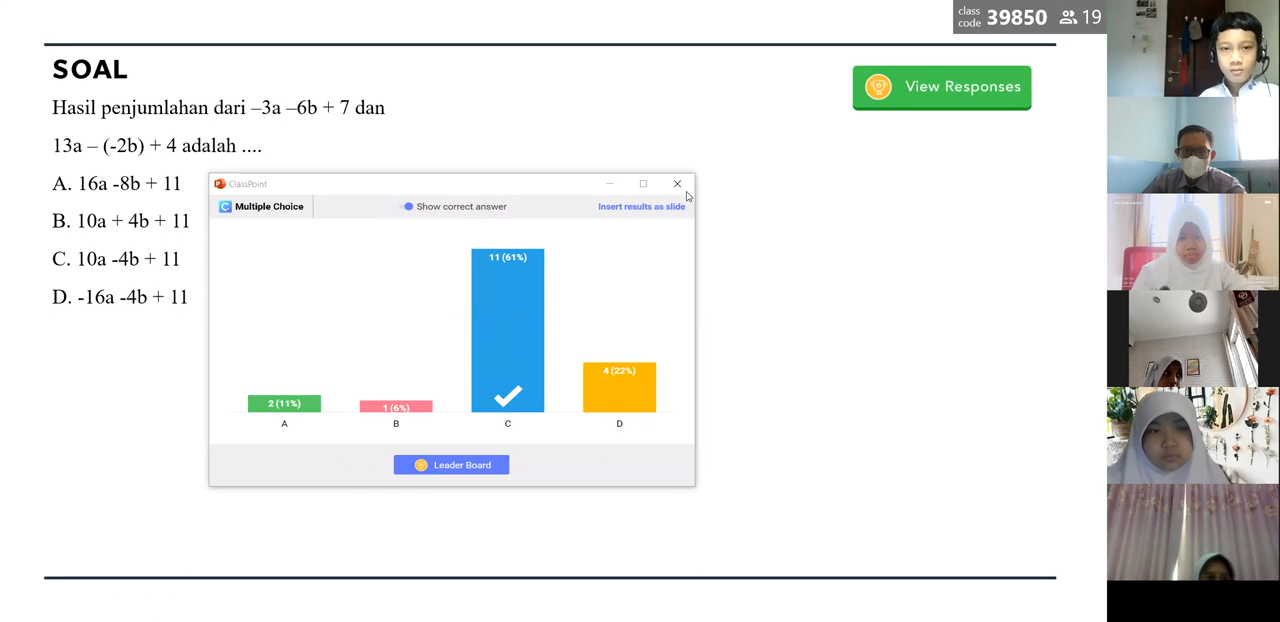 class code 39850 19
SOAL
View Responses
Hasil penjumlahan dari –3a –6b + 7 dan
13a – (-2b) + 4 adalah ....
A. 16a -8b + 11
B. 10a + 4b + 11
C. 10a -4b + 11
D. -16a -4b + 11
ClassPoint
Multiple Choice
Show correct answer
Insert results as slide
2 (11%)
1 (6%)
11 (61%)
4 (22%)
A
B
C
D
Leader Board